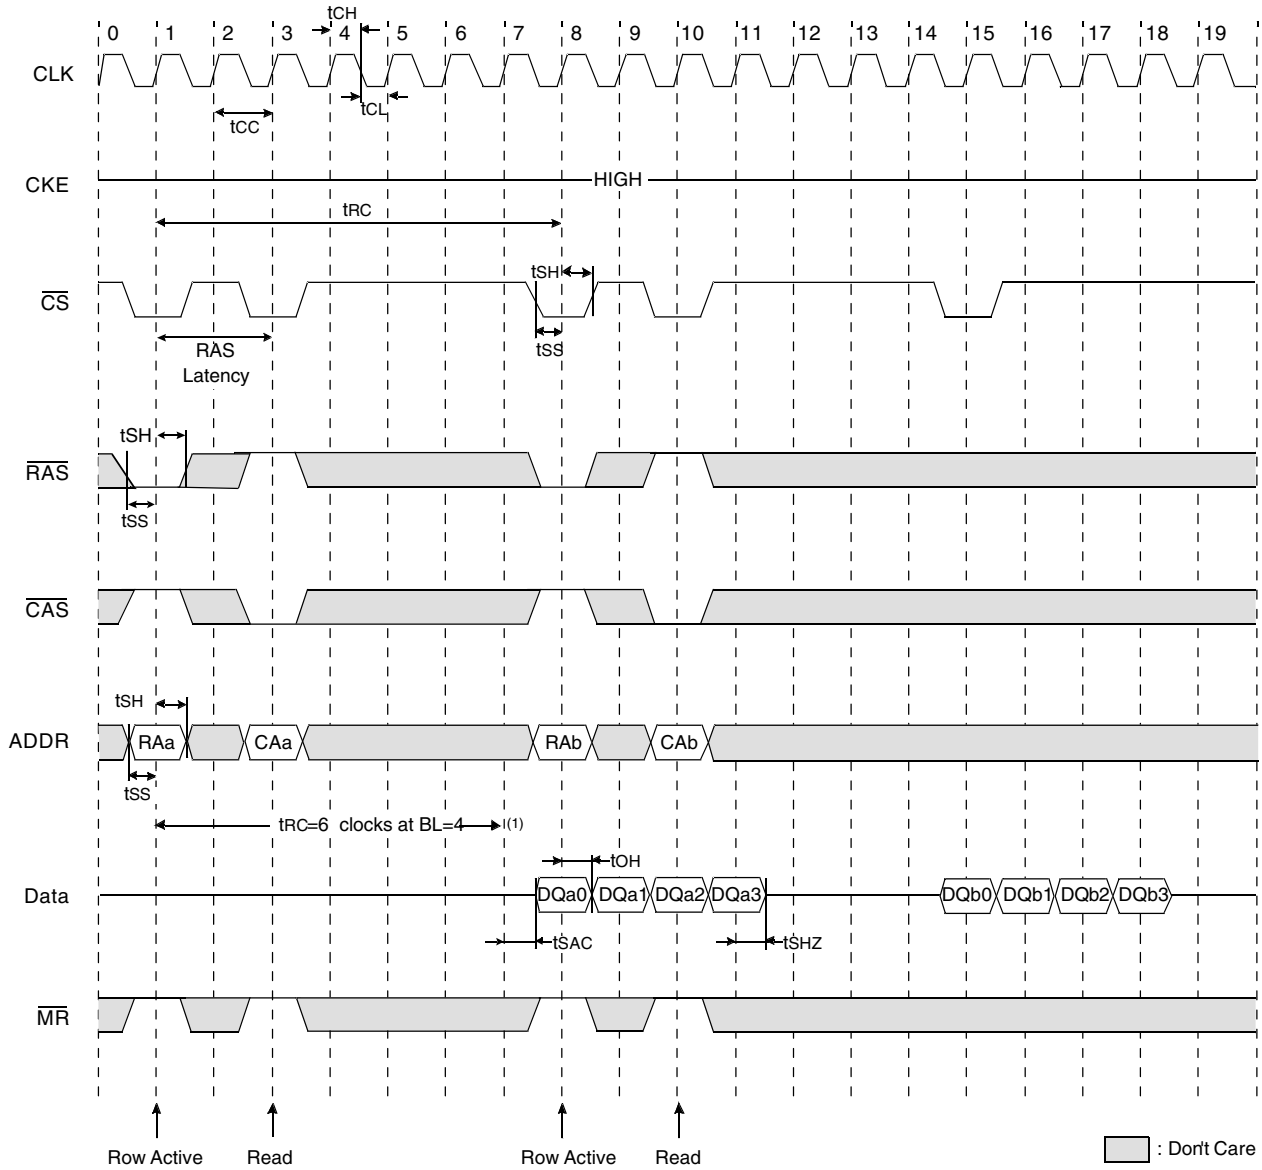 tCH
0 1 2 3 4 5 6 7 8 9 10 11 12 13 14 15 16 17 18 19
CLK
tCL
tCC
CKE
HIGH
tRC
tSH
CS
tSS
RAS
Latency
tSH
RAS
tSS
CAS
tSH
ADDR
RAa CAa RAb CAb
tSS
tRC=6 clocks at BL=4 (1)
tOH
Data
DQa0 DQa1 DQa2 DQa3 DQb0 DQb1 DQb2 DQb3
tSAC tSHZ
MR
Row Active Read Row Active Read
: Don't Care